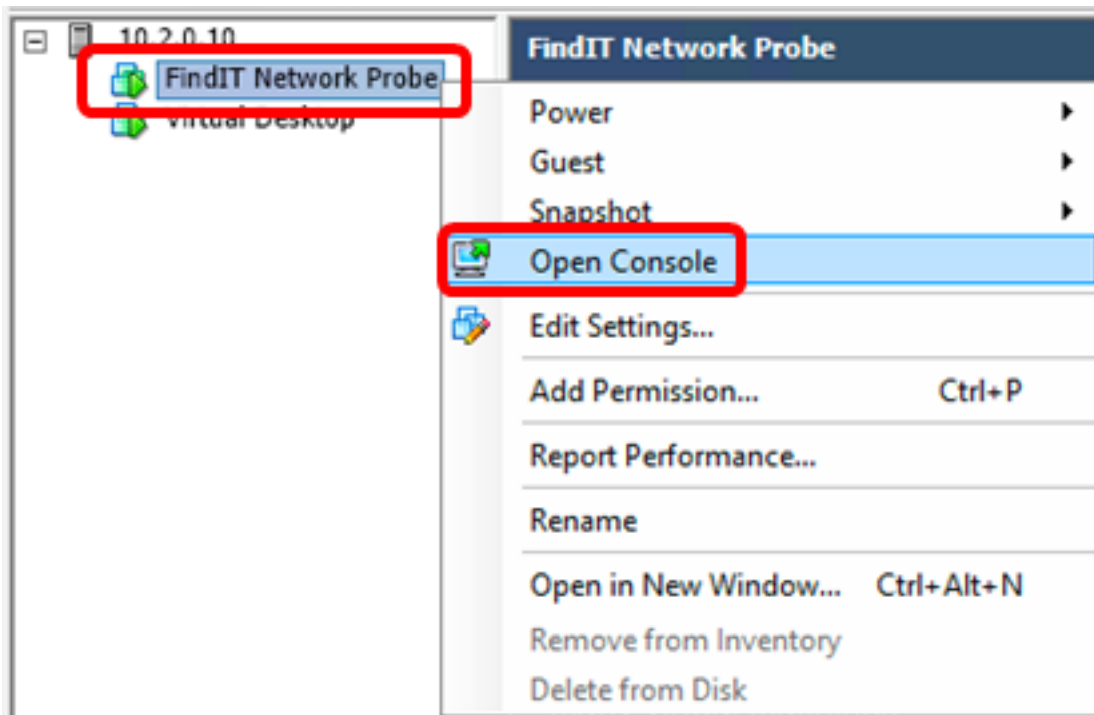 10.2.0.10
FindIT Network Probe
Virtual Desktop
FindIT Network Probe
Power
Guest
Snapshot
Open Console
Edit Settings...
Add Permission... Ctrl+P
Report Performance...
Rename
Open in New Window... Ctrl+Alt+N
Remove from Inventory
Delete from Disk